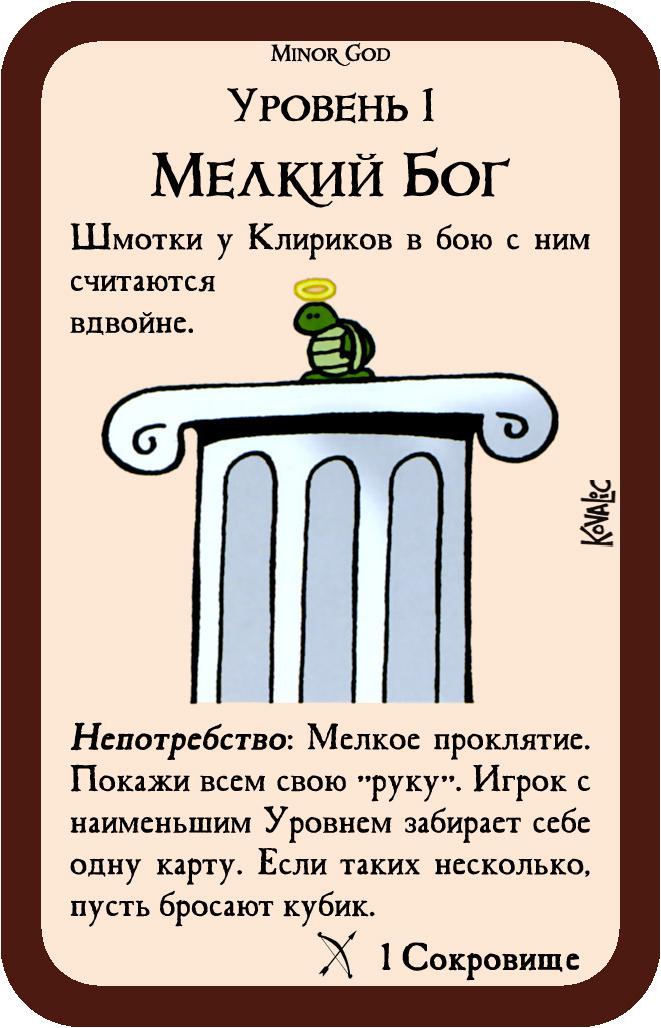 Minor God
Уровень 1
Мелкий Бог
Шмотки у Клириков в бою с ним
считаются
вдвойне.
Kovalic
Непотребство: Мелкое проклятие.
Покажи всем свою "руку". Игрок с
наименьшим Уровнем забирает себе
одну карту. Если таких несколько,
пусть бросают кубик.
1 Сокровище